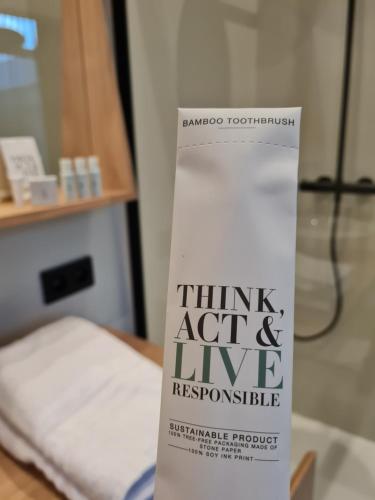 BAMBOO TOOTHBRUSH
THINK,
ACT &
LIVE
RESPONSIBLE
SUSTAINABLE PRODUCT
100% TREE-FREE PACKAGING MADE OF
STONE PAPER
100% SOY INK PRINT